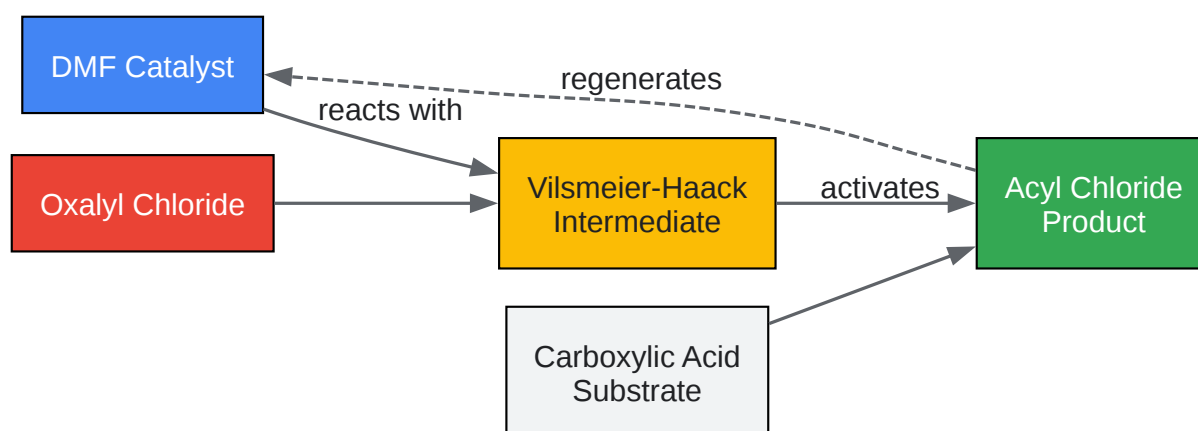 DMF Catalyst
regenerates
reacts with
Oxalyl Chloride
Vilsmeier-Haack
Intermediate
activates
Acyl Chloride
Product
Carboxylic Acid
Substrate